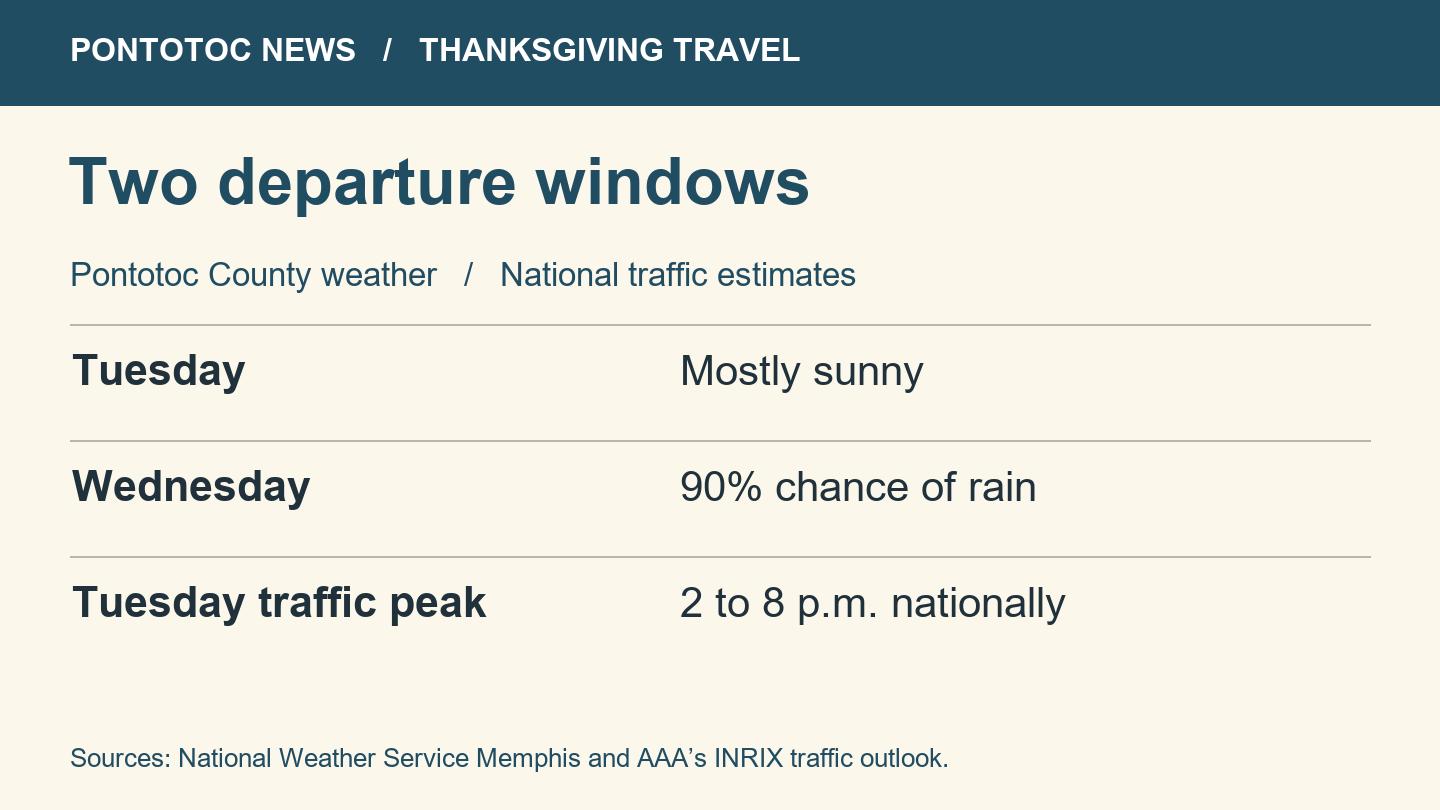 PONTOTOC NEWS / THANKSGIVING TRAVEL
Two departure windows
Pontotoc County weather / National traffic estimates
Tuesday Mostly sunny
Wednesday 90% chance of rain
Tuesday traffic peak 2 to 8 p.m. nationally
Sources: National Weather Service Memphis and AAA’s INRIX traffic outlook.